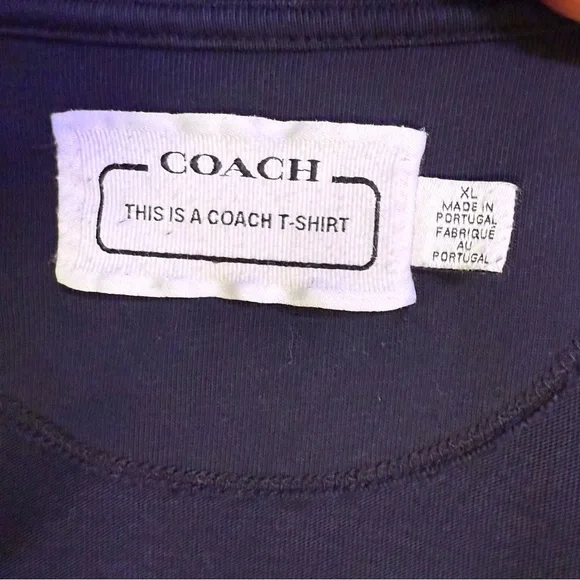 COACH
THIS IS A COACH T-SHIRT
XL
MADE IN
PORTUGAL
FABRIQUÉ
AU
PORTUGAL